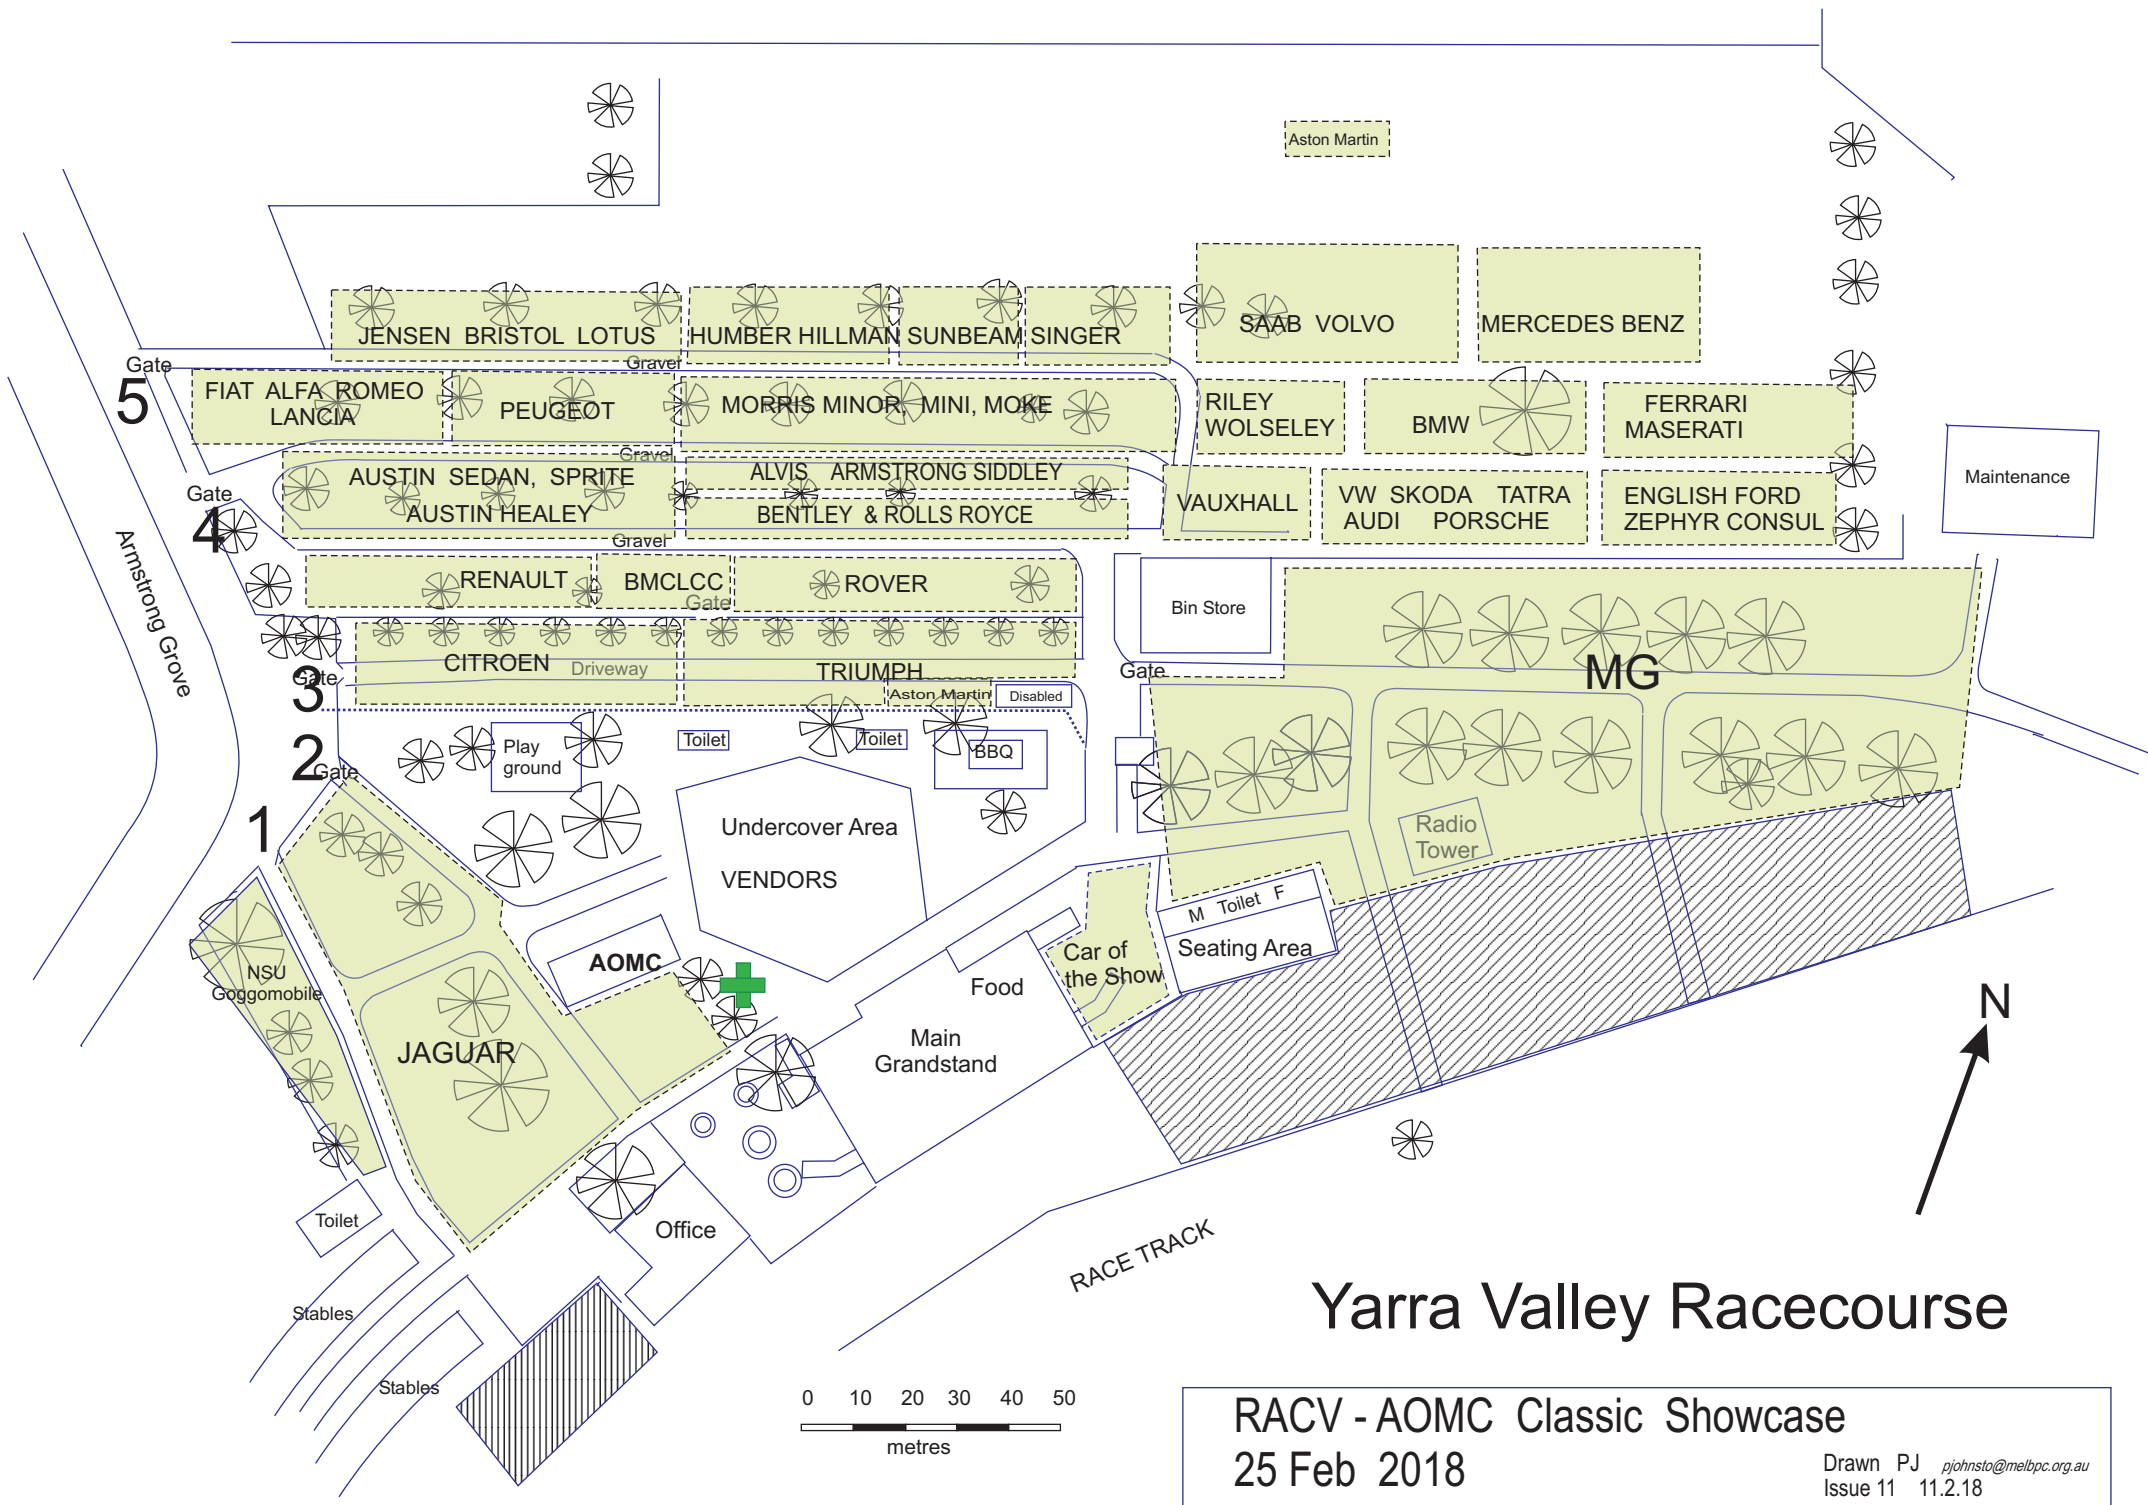 Aston Martin
JENSEN BRISTOL LOTUS
HUMBER HILLMAN
SUNBEAM
SINGER
SAAB VOLVO
MERCEDES BENZ
Gate
5
Gravel
FIAT ALFA ROMEO
LANCIA
PEUGEOT
MORRIS MINOR, MINI, MOKE
RILEY
WOLSELEY
BMW
FERRARI
MASERATI
Gravel
Gate
4
AUSTIN SEDAN, SPRITE
AUSTIN HEALEY
ALVIS ARMSTRONG SIDDLEY
BENTLEY & ROLLS ROYCE
VAUXHALL
VW SKODA TATRA
AUDI PORSCHE
ENGLISH FORD
ZEPHYR CONSUL
Maintenance
Gravel
Armstrong Grove
RENAULT
BMCLCC
Gate
ROVER
Bin Store
Gate
3
CITROEN
Driveway
TRIUMPH
Aston Martin
Disabled
Gate
MG
2
Gate
Play
ground
Toilet
Toilet
BBQ
1
Undercover Area
VENDORS
Radio
Tower
M Toilet F
Seating Area
Car of
the Show
AOMC
NSU
Goggomobile
Food
Main
Grandstand
JAGUAR
N
Toilet
Office
Stables
Stables
RACE TRACK
Yarra Valley Racecourse
0 10 20 30 40 50
metres
RACV - AOMC Classic Showcase
25 Feb 2018
Drawn PJ pjohnsto@melbpc.org.au
Issue 11 11.2.18